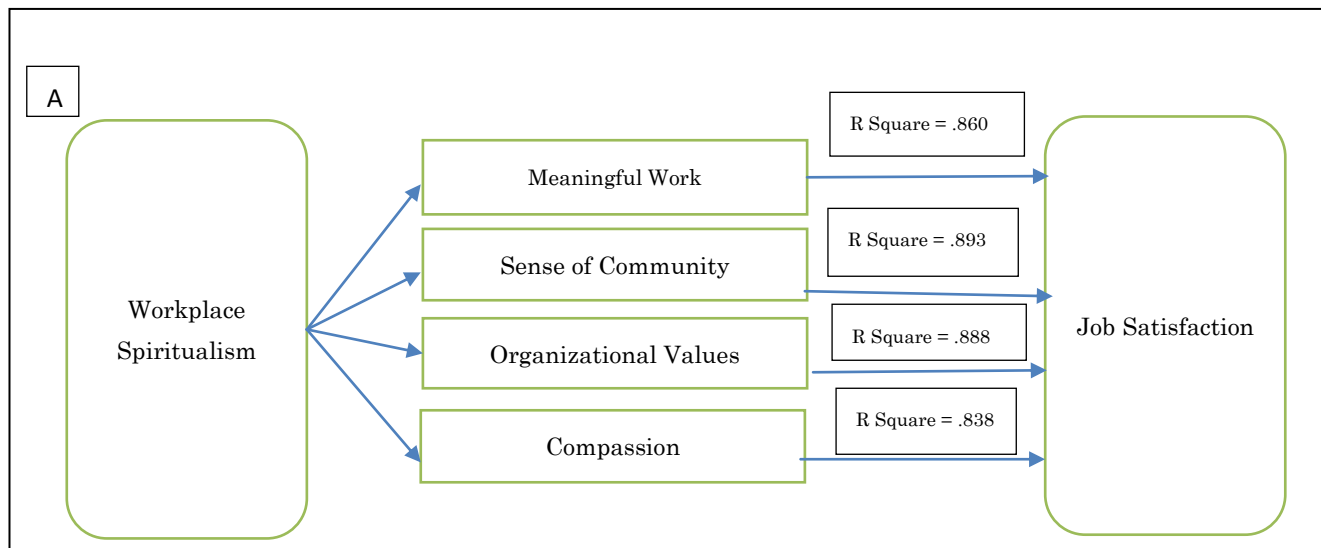 A
Workplace
Spiritualism
Meaningful Work
Sense of Community
Organizational Values
Compassion
R Square = .860
R Square = .893
R Square = .888
R Square = .838
Job Satisfaction